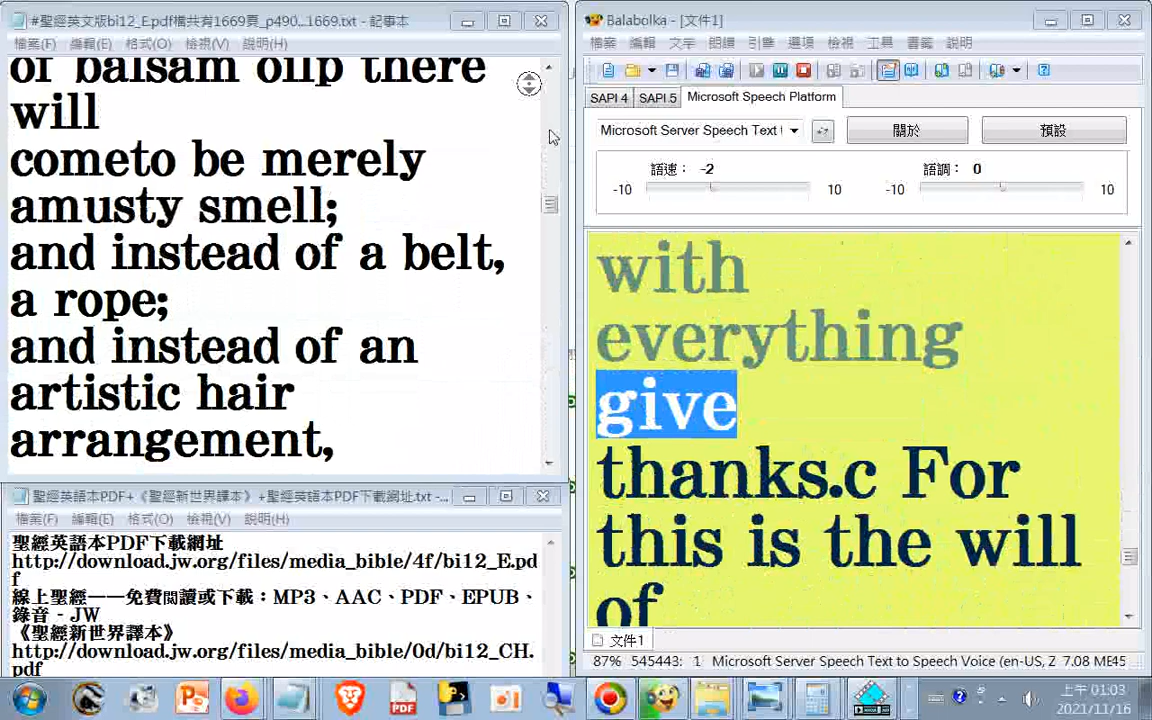 #聖經英文版bi12_E.pdf檔共有1669頁_p490...1669.txt - 記事本
檔案(F) 編輯(E) 格式(O) 檢視(V) 說明(H)
of balsam oilp there
will
cometo be merely
amusty smell;
and instead of a belt,
a rope;
and instead of an
artistic hair
arrangement,
聖經英語本PDF+《聖經新世界譯本》+聖經英語本PDF下載網址.txt - ...
檔案(F) 編輯(E) 格式(O) 檢視(V) 說明(H)
聖經英語本PDF下載網址
http://download.jw.org/files/media_bible/4f/bi12_E.pd
f
線上聖經——免費閱讀或下載：MP3、AAC、PDF、EPUB、
錄音 - JW
《聖經新世界譯本》
http://download.jw.org/files/media_bible/0d/bi12_CH.
pdf
Balabolka - [文件1]
檔案 編輯 文字 朗讀 引擎 選項 檢視 工具 書籤 說明
SAPI 4 SAPI 5 Microsoft Speech Platform
Microsoft Server Speech Text 關於 預設
語速： -2 語調： 0
-10 10 -10 10
with
everything
give
thanks.c For
this is the will
of
文件1
87% 545443: 1 Microsoft Server Speech Text to Speech Voice (en-US, Z 7.08 ME45
上午 01:03
2021/11/16